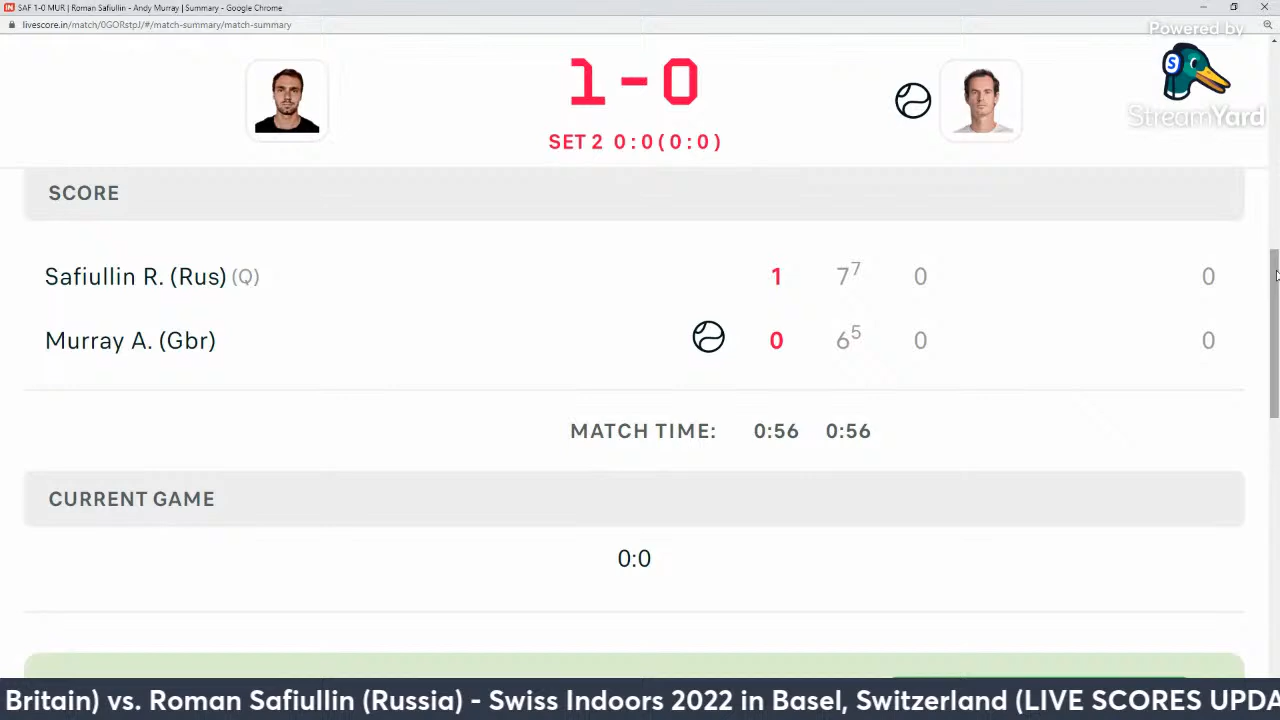 SAF 1-0 MUR | Roman Safiullin - Andy Murray | Summary - Google Chrome
livescore.in/match/0GORstpJ/#/match-summary/match-summary
Powered by
StreamYard
1-0
SET 2 0:0(0:0)
SCORE
Safiullin R. (Rus) (Q) 1 7 7 0 0
Murray A. (Gbr) 0 6 5 0 0
MATCH TIME: 0:56 0:56
CURRENT GAME
0:0
Britain) vs. Roman Safiullin (Russia) - Swiss Indoors 2022 in Basel, Switzerland (LIVE SCORES UPDA